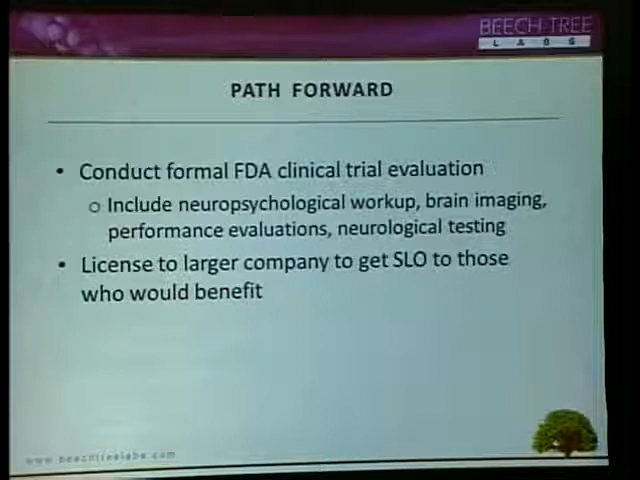 BEECH-TREE
LABS
PATH FORWARD
• Conduct formal FDA clinical trial evaluation
o Include neuropsychological workup, brain imaging,
performance evaluations, neurological testing
• License to larger company to get SLO to those
who would benefit
www.beechtreelabs.com